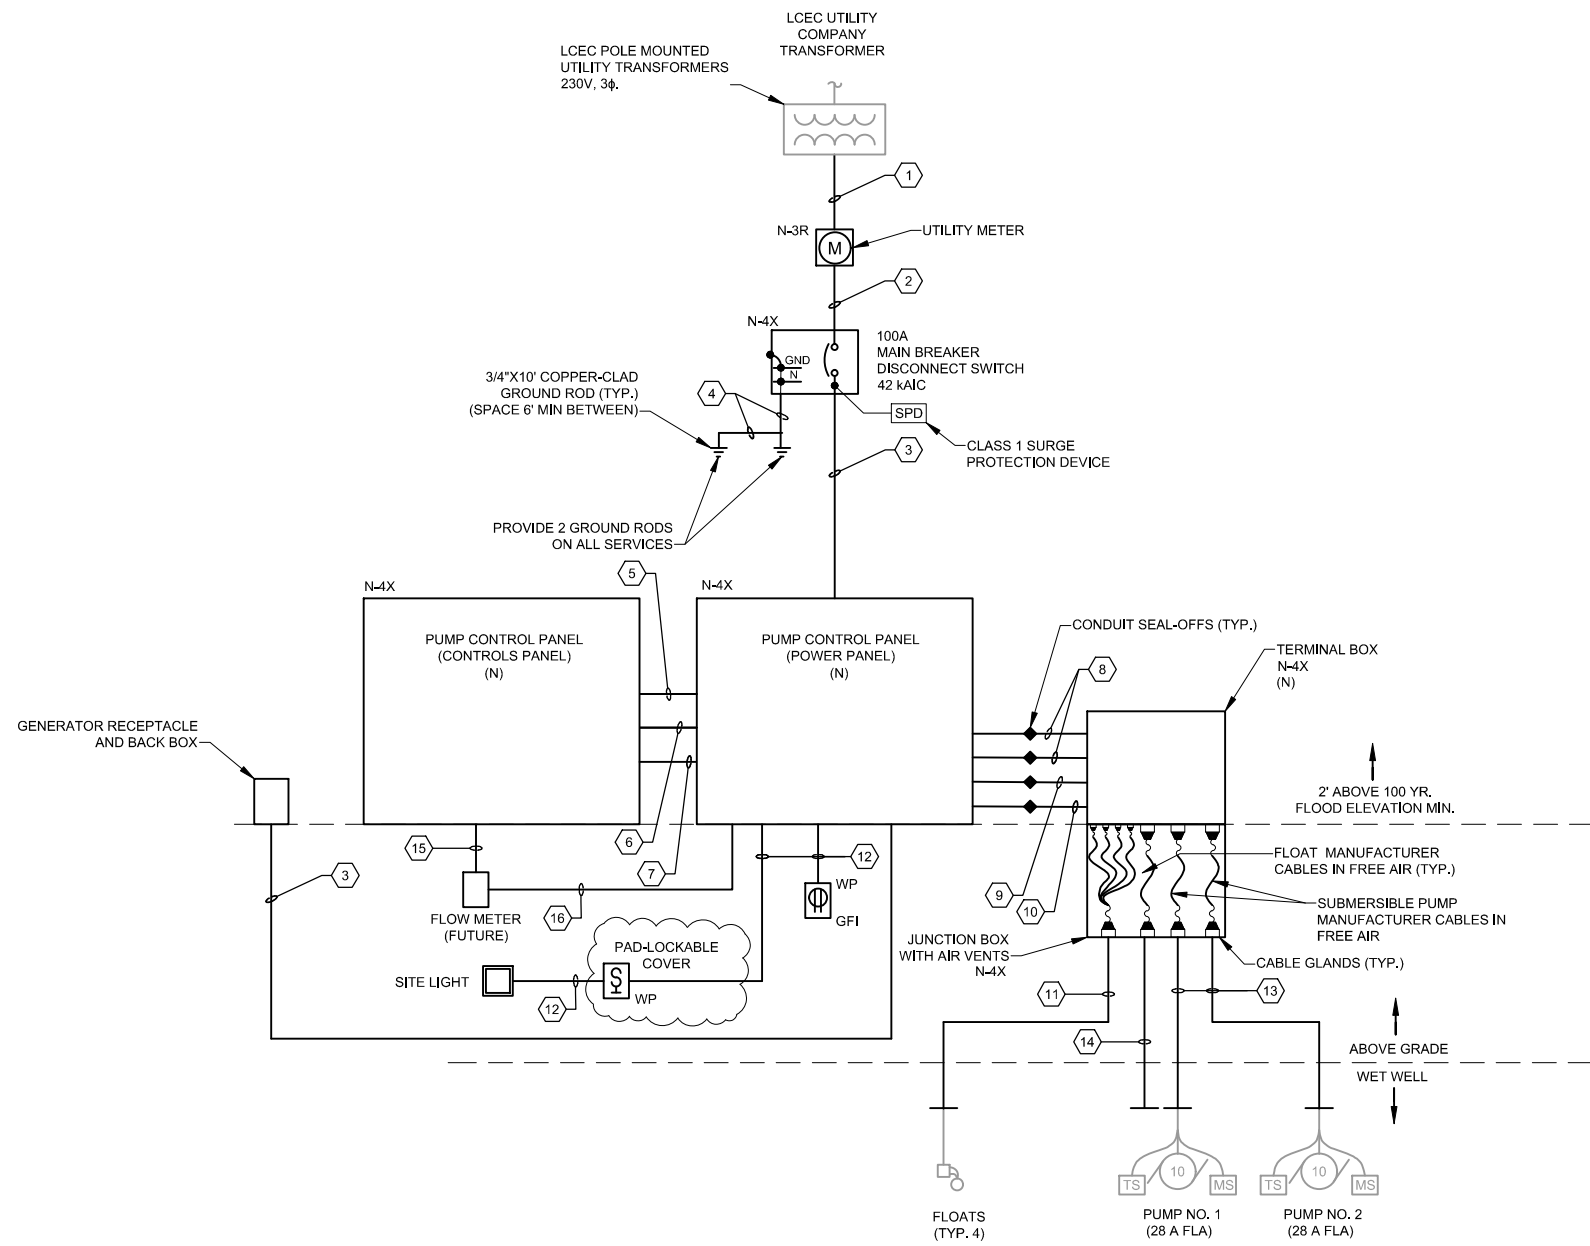 LCEC UTILITY
COMPANY
TRANSFORMER
LCEC POLE MOUNTED
UTILITY TRANSFORMERS
230V, 3ϕ.
1
N-3R
M
UTILITY METER
2
N-4X
GND
N
100A
MAIN BREAKER
DISCONNECT SWITCH
42 kAIC
3/4"X10' COPPER-CLAD
GROUND ROD (TYP.)
(SPACE 6' MIN BETWEEN)
4
SPD
3
CLASS 1 SURGE
PROTECTION DEVICE
PROVIDE 2 GROUND RODS
ON ALL SERVICES
N-4X
5
N-4X
PUMP CONTROL PANEL
(CONTROLS PANEL)
(N)
PUMP CONTROL PANEL
(POWER PANEL)
(N)
CONDUIT SEAL-OFFS (TYP.)
8
TERMINAL BOX
N-4X
(N)
GENERATOR RECEPTACLE
AND BACK BOX
2' ABOVE 100 YR.
FLOOD ELEVATION MIN.
15
6
7
12
3
9
10
FLOAT MANUFACTURER
CABLES IN FREE AIR (TYP.)
WP
GFI
16
FLOW METER
(FUTURE)
SUBMERSIBLE PUMP
MANUFACTURER CABLES IN
FREE AIR
PAD-LOCKABLE
COVER
JUNCTION BOX
WITH AIR VENTS
N-4X
CABLE GLANDS (TYP.)
SITE LIGHT
S
WP
12
11
13
14
ABOVE GRADE
WET WELL
10
TS
MS
10
TS
MS
FLOATS
(TYP. 4)
PUMP NO. 1
(28 A FLA)
PUMP NO. 2
(28 A FLA)